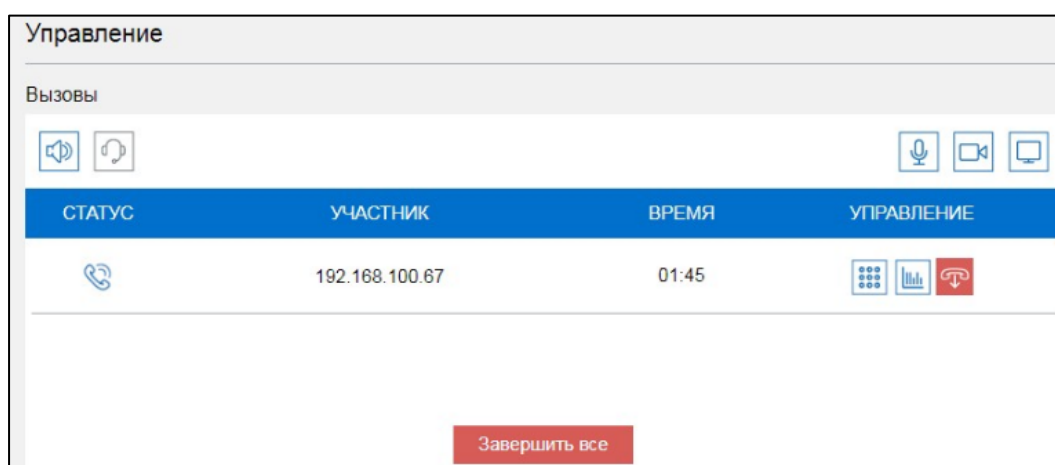 Управление
Вызовы
СТАТУС УЧАСТНИК ВРЕМЯ УПРАВЛЕНИЕ
192.168.100.67 01:45
Завершить все